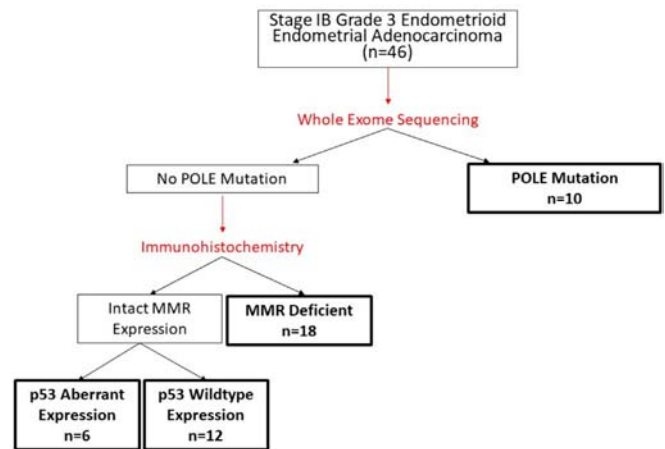 Stage IB Grade 3 Endometrioid
Endometrial Adenocarcinoma
(n=46)
Whole Exome Sequencing
No POLE Mutation
POLE Mutation
n=10
Immunohistochemistry
Intact MMR
Expression
MMR Deficient
n=18
p53 Aberrant
Expression
n=6
p53 Wildtype
Expression
n=12